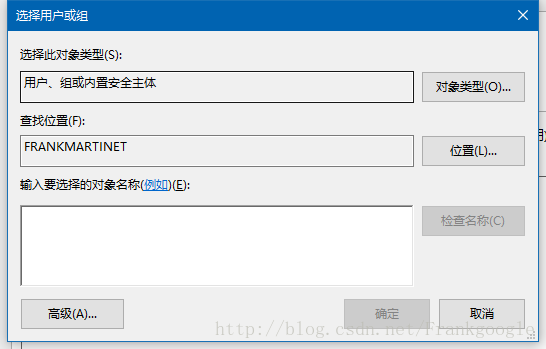 选择用户或组
选择此对象类型(S):
用户、组或内置安全主体
对象类型(O)...
查找位置(F):
FRANKMARTINET
位置(L)...
输入要选择的对象名称(例如)(E):
检查名称(C)
高级(A)...
确定
取消
http://blog.csdn.net/Frankgoogle